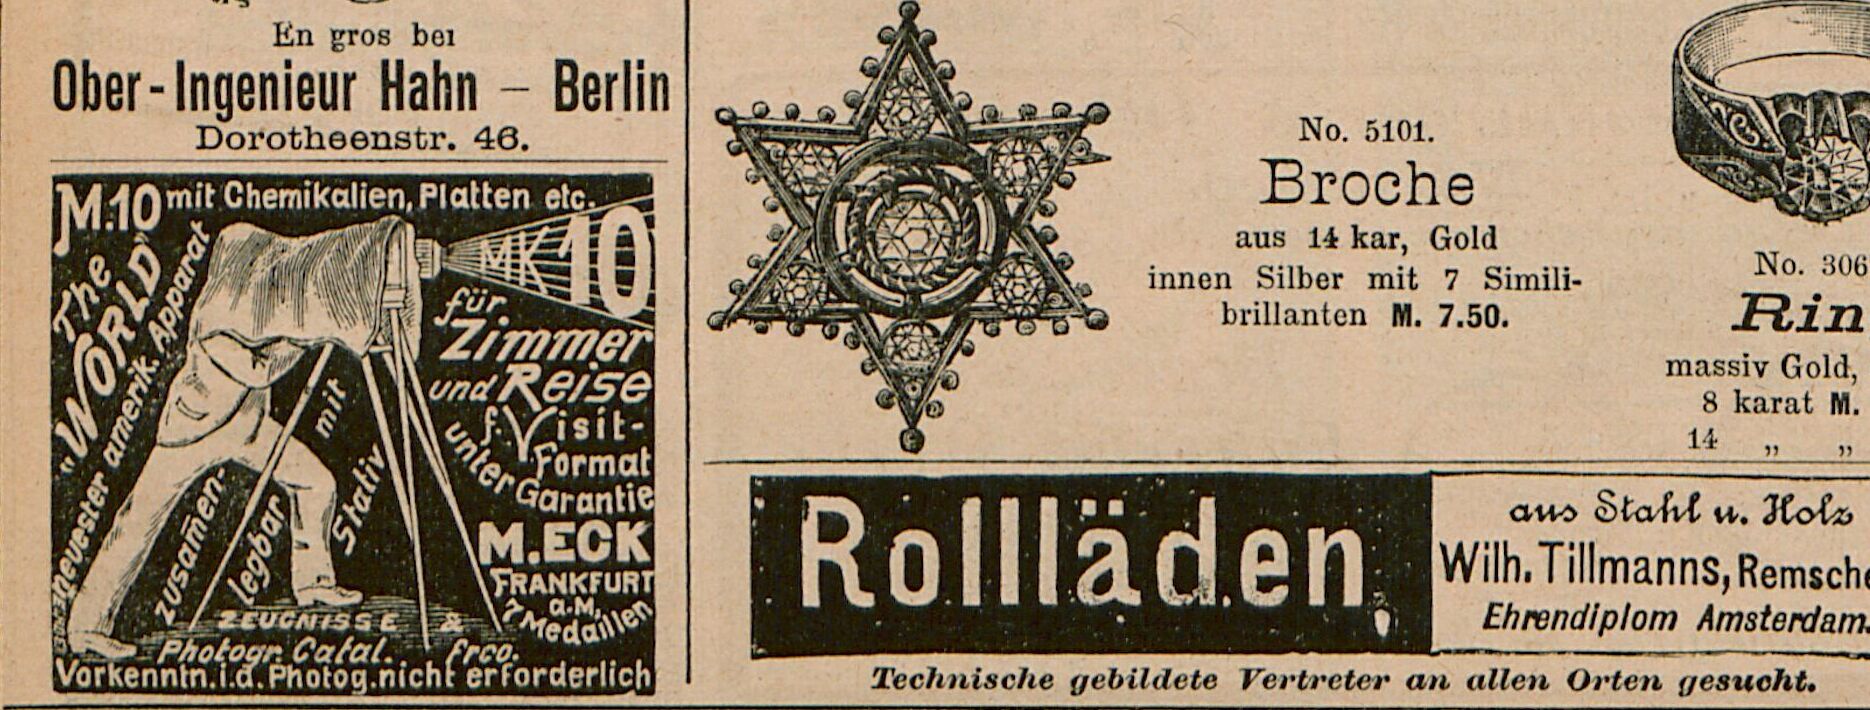 En gros bei
Ober-Ingenieur Hahn – Berlin
Dorotheenstr. 46.
M. 10 mit Chemikalien, Platten etc.
The
"WORLD"
neuester amerik. Apparat
MK 10
für
Zimmer
und Reise
f. Visit-
Format
unter Garantie
mit
Stativ
zusamen-
legbar
M. ECK
FRANKFURT
a. M.
7 Medaillen
ZEUGNISSE &
Photogr. Catal. frco.
Vorkenntn. i. d. Photog. nicht erforderlich
No. 5101.
Broche
aus 14 kar, Gold
innen Silber mit 7 Simili-
brillanten M. 7.50.
No. 306
Rin
massiv Gold,
8 karat M.
14 „ „
Rollläden
aus Stahl u. Holz
Wilh. Tillmanns, Remsche
Ehrendiplom Amsterdam.
Technische gebildete Vertreter an allen Orten gesucht.